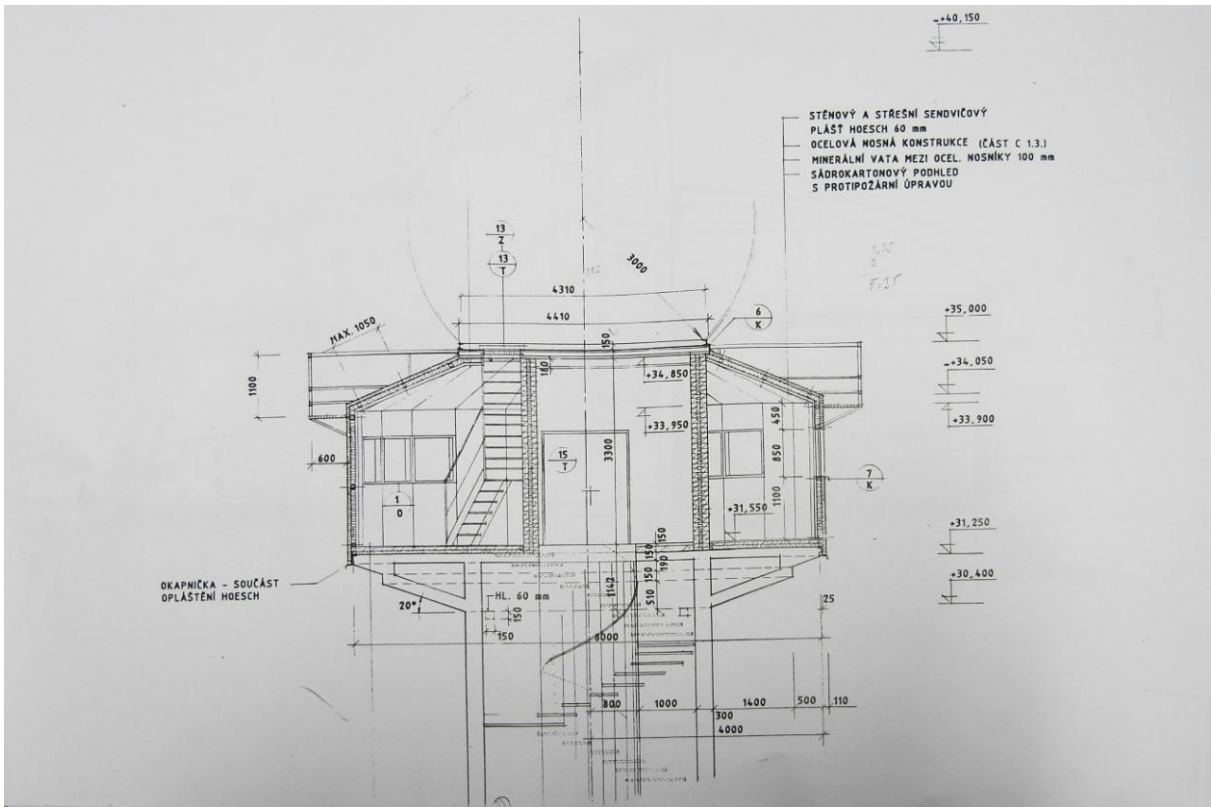 +40,150
STĚNOVÝ A STŘEŠNÍ SENDVIČOVÝ
PLÁŠŤ HOESCH 60 mm
OCELOVÁ NOSNÁ KONSTRUKCE (ČÁST C 1.3.)
MINERÁLNÍ VATA MEZI OCEL. NOSNÍKY 100 mm
SÁDROKARTONOVÝ PODHLED
S PROTIPOŽÁRNÍ ÚPRAVOU
13
Z
13
T
3000
4310
4410
6
K
+35,000
MAX. 1050
150
1100
100
+34,850
+34,050
+33,950
450
+33,900
600
15
T
3300
850
7
K
1
O
1100
+31,550
+31,250
150
150
190
OKAPNIČKA - SOUČÁST
OPLÁŠTĚNÍ HOESCH
20°
HL. 60 mm
150
1142
150
510
+30,400
25
150
8000
800
1000
1400
500
110
300
4000